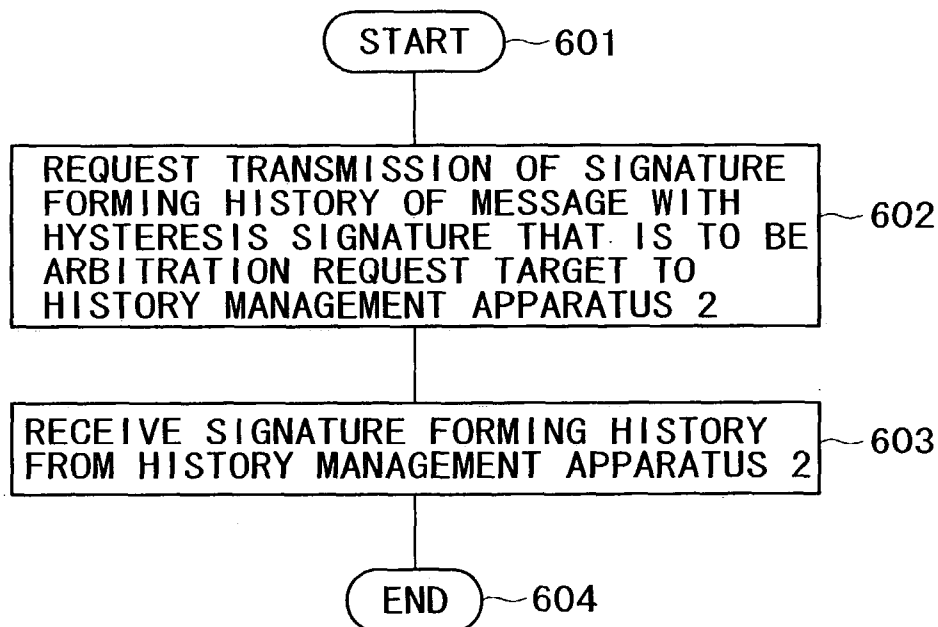 START 601
REQUEST TRANSMISSION OF SIGNATURE
FORMING HISTORY OF MESSAGE WITH
HYSTERESIS SIGNATURE THAT IS TO BE
ARBITRATION REQUEST TARGET TO
HISTORY MANAGEMENT APPARATUS 2
602
RECEIVE SIGNATURE FORMING HISTORY
FROM HISTORY MANAGEMENT APPARATUS 2
603
END 604